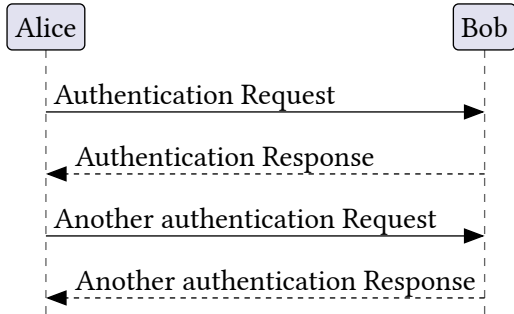 Alice
Bob
Authentication Request
Authentication Response
Another authentication Request
Another authentication Response